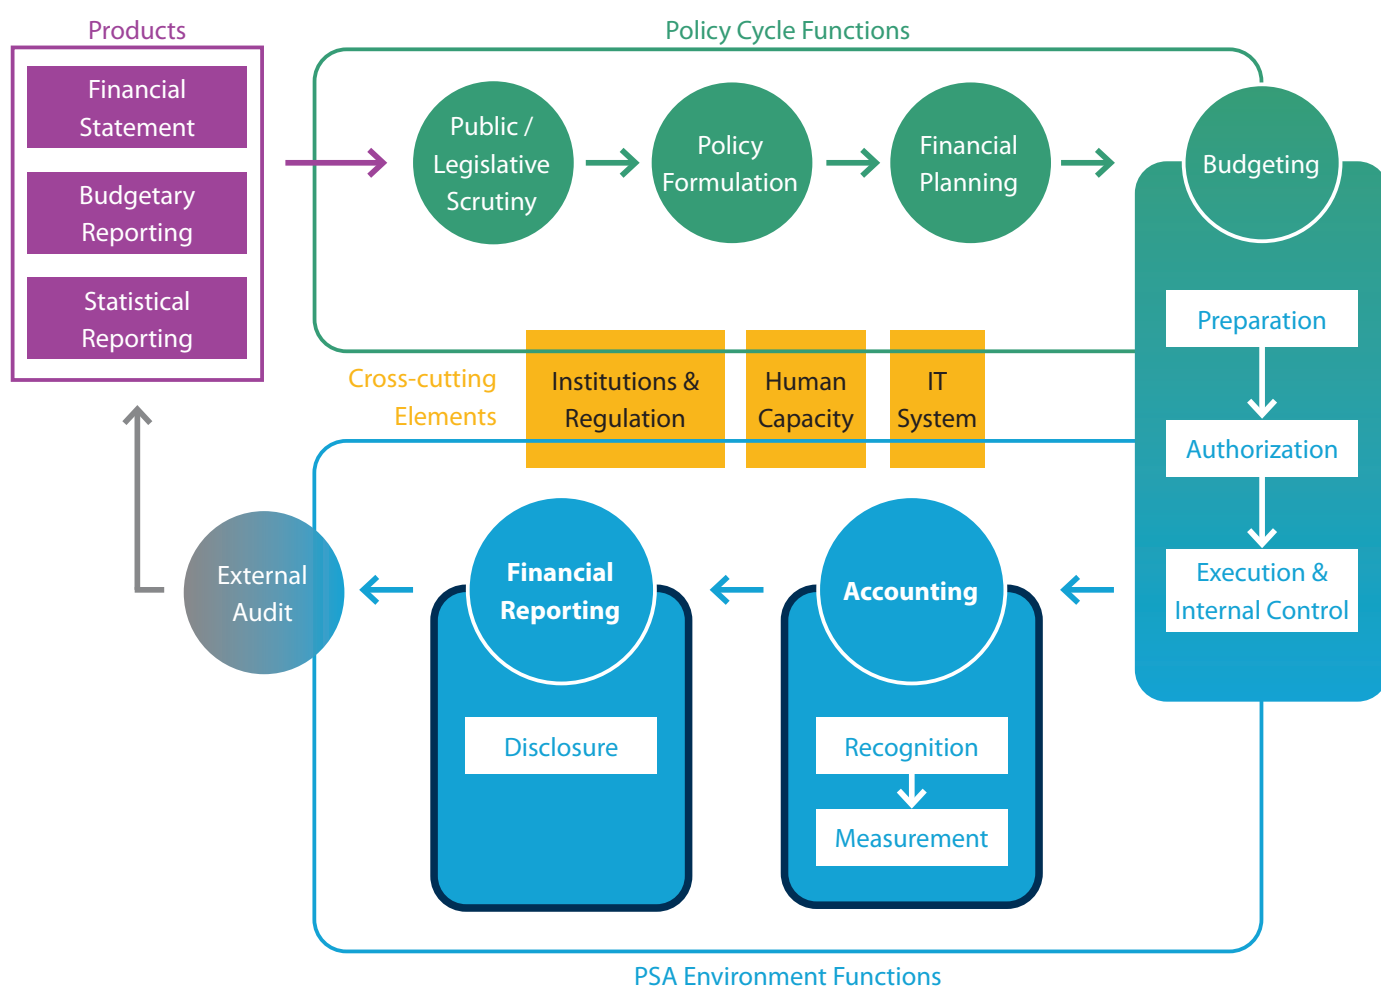 Products
Financial
Statement
Budgetary
Reporting
Statistical
Reporting
Policy Cycle Functions
Public /
Legislative
Scrutiny
Policy
Formulation
Financial
Planning
Budgeting
Preparation
Authorization
Execution &
Internal Control
Cross-cutting
Elements
Institutions &
Regulation
Human
Capacity
IT
System
External
Audit
Financial
Reporting
Disclosure
Accounting
Recognition
Measurement
PSA Environment Functions